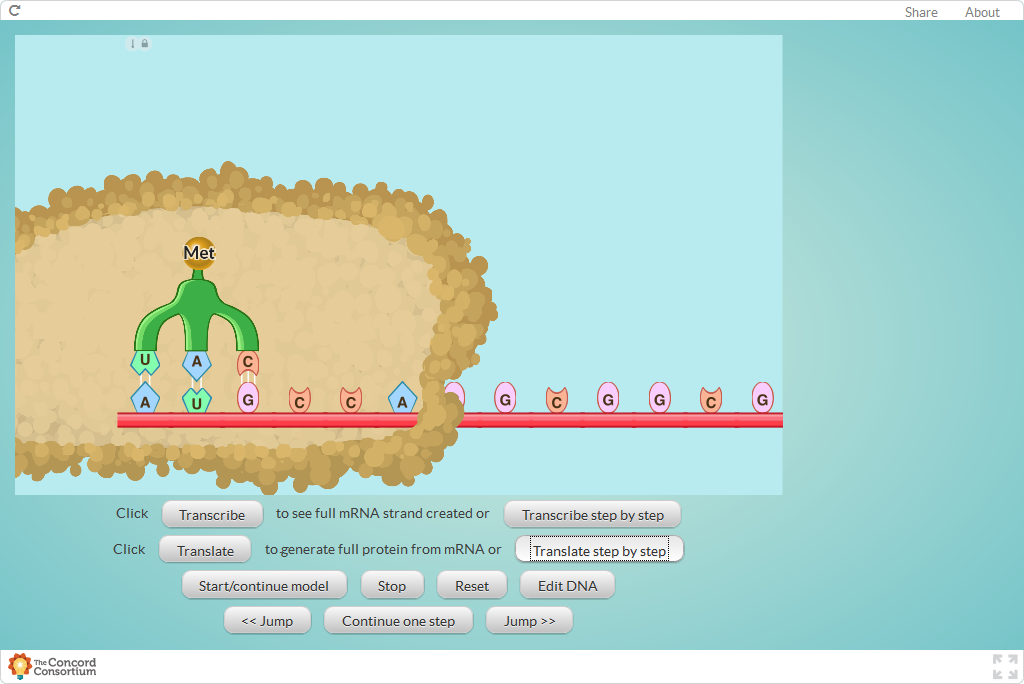 Share About
Met
U A C
A U G C C A G G C G G C G
Click Transcribe to see full mRNA strand created or Transcribe step by step
Click Translate to generate full protein from mRNA or Translate step by step
Start/continue model Stop Reset Edit DNA
<< Jump Continue one step Jump >>
The Concord
Consortium